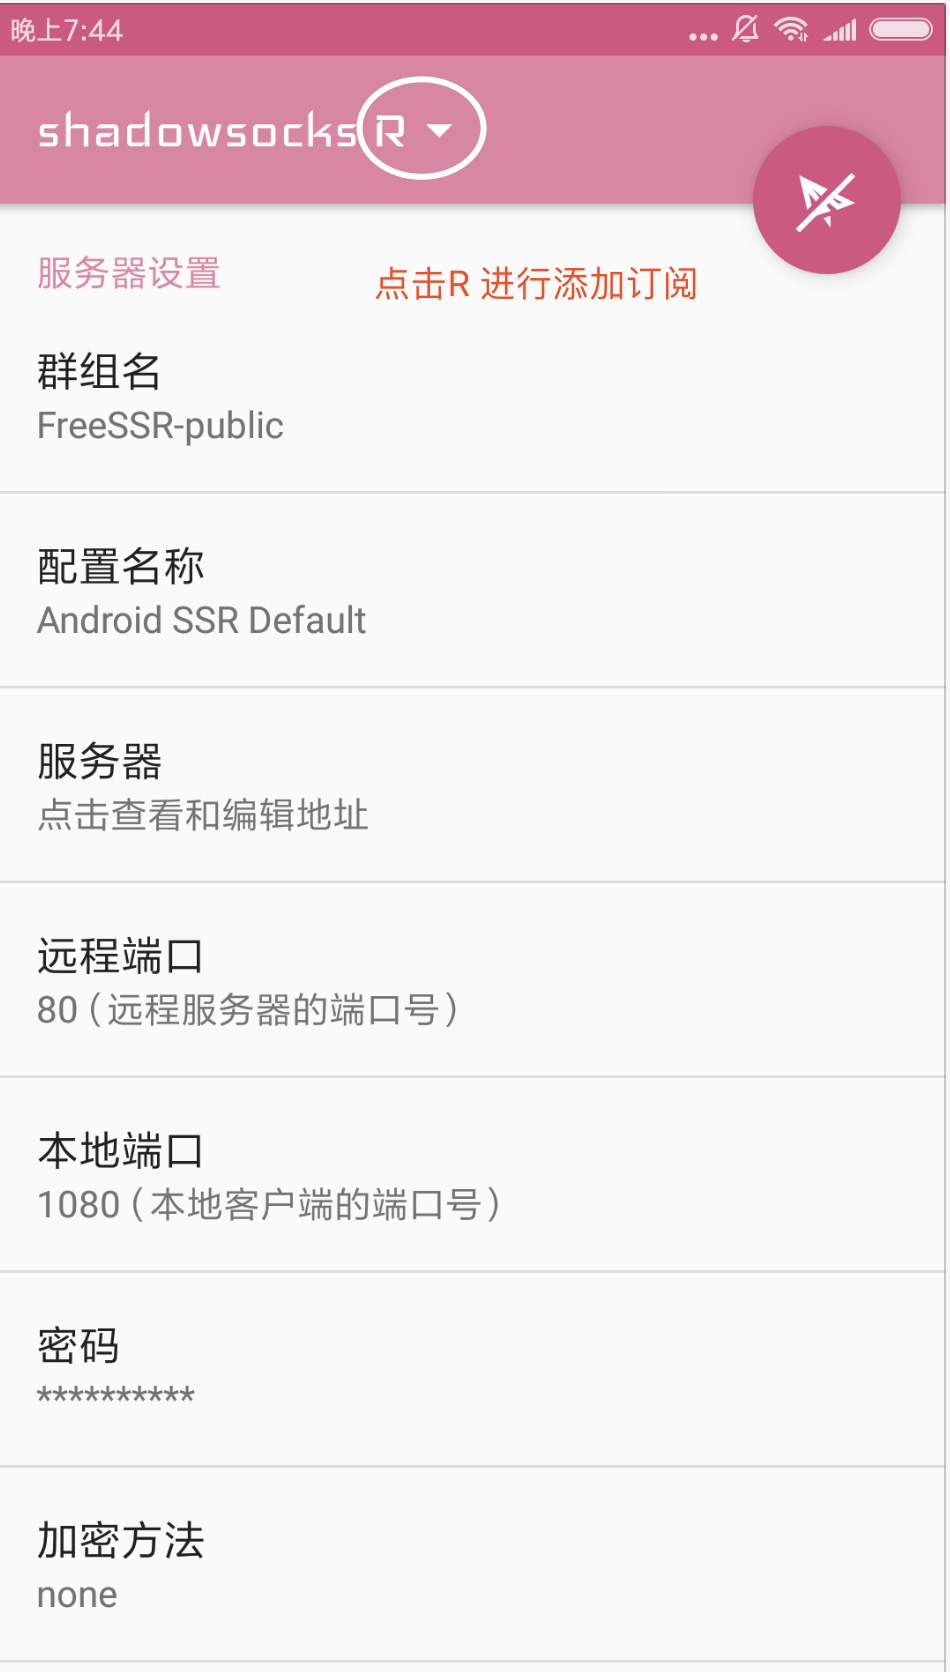 晚上7:44
shadowsocks R
服务器设置
点击R 进行添加订阅
群组名
FreeSSR-public
配置名称
Android SSR Default
服务器
点击查看和编辑地址
远程端口
80（远程服务器的端口号）
本地端口
1080（本地客户端的端口号）
密码
**********
加密方法
none